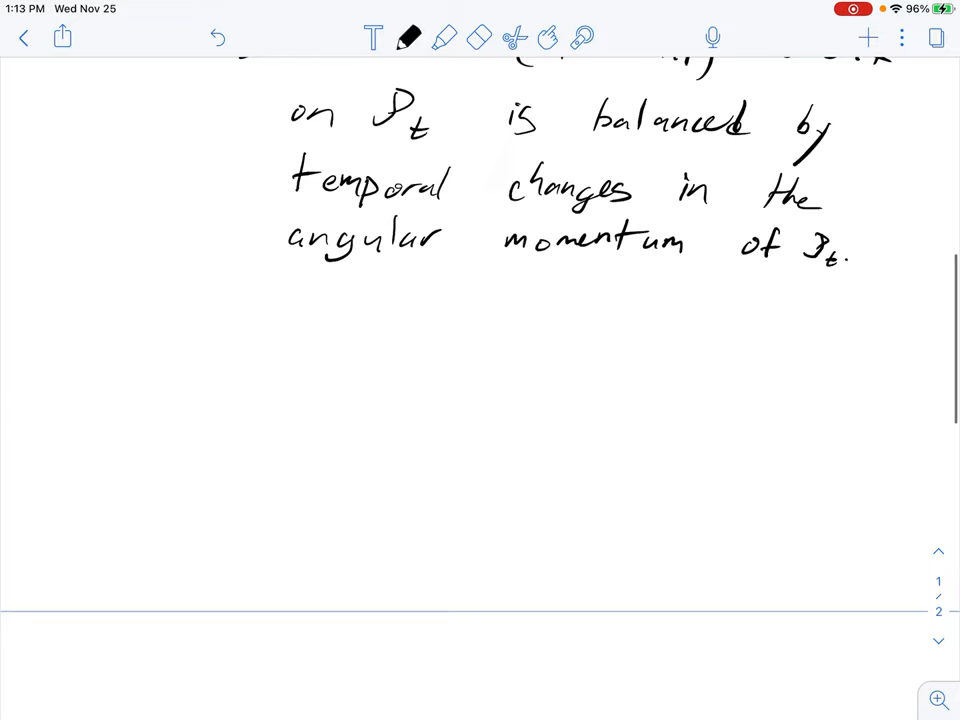 1:13 PM Wed Nov 25
96%
on 𝒫t is balanced by
temporal changes in the
angular momentum of 𝒫t.
1
/
2